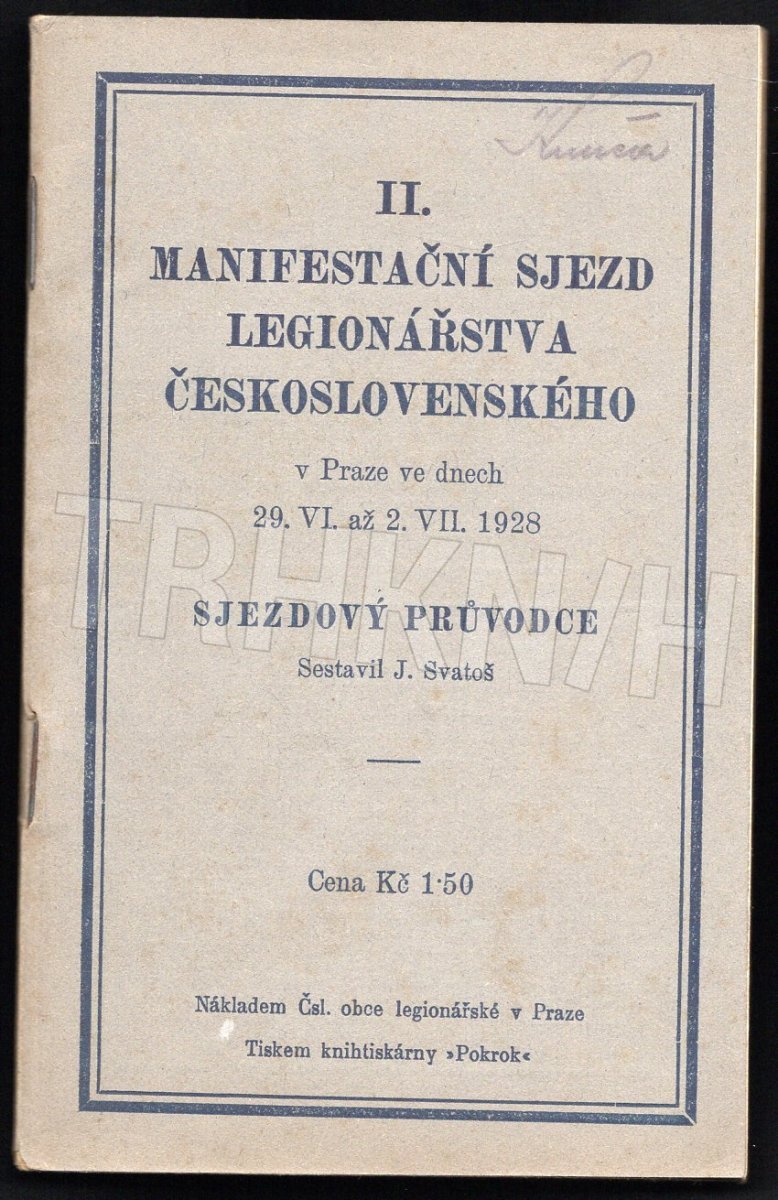 II.
MANIFESTAČNÍ SJEZD
LEGIONÁŘSTVA
ČESKOSLOVENSKÉHO
v Praze ve dnech
29. VI. až 2. VII. 1928
SJEZDOVÝ PRŮVODCE
Sestavil J. Svatoš
Cena Kč 1·50
Nákladem Čsl. obce legionářské v Praze
Tiskem knihtiskárny »Pokrok«
TRHKNIH